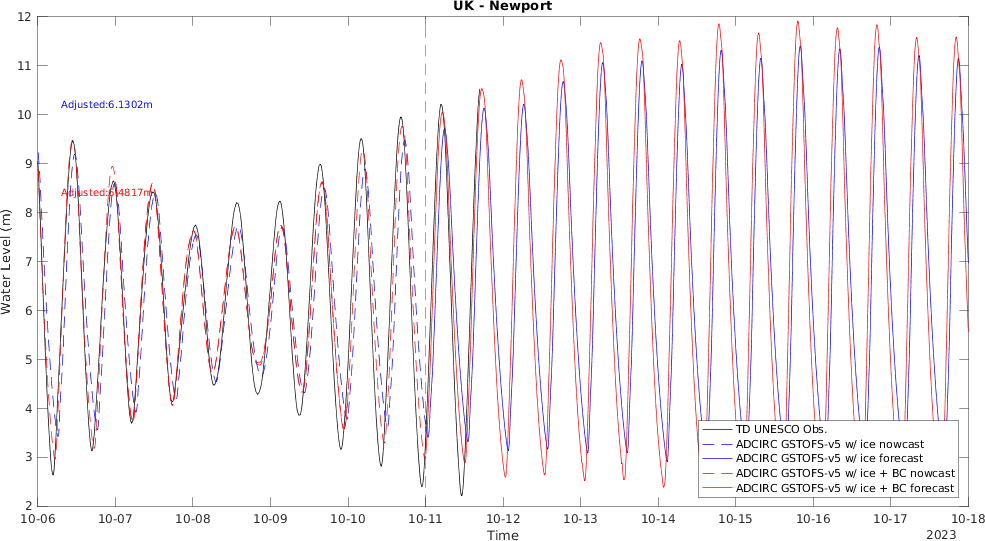 UK - Newport
12
11
10
9
8
7
6
5
4
3
2
Water Level (m)
Adjusted:6.1302m
Adjusted:6.4817m
TD UNESCO Obs.
ADCIRC GSTOFS-v5 w/ ice nowcast
ADCIRC GSTOFS-v5 w/ ice forecast
ADCIRC GSTOFS-v5 w/ ice + BC nowcast
ADCIRC GSTOFS-v5 w/ ice + BC forecast
10-06 10-07 10-08 10-09 10-10 10-11 10-12 10-13 10-14 10-15 10-16 10-17 10-18
Time
2023